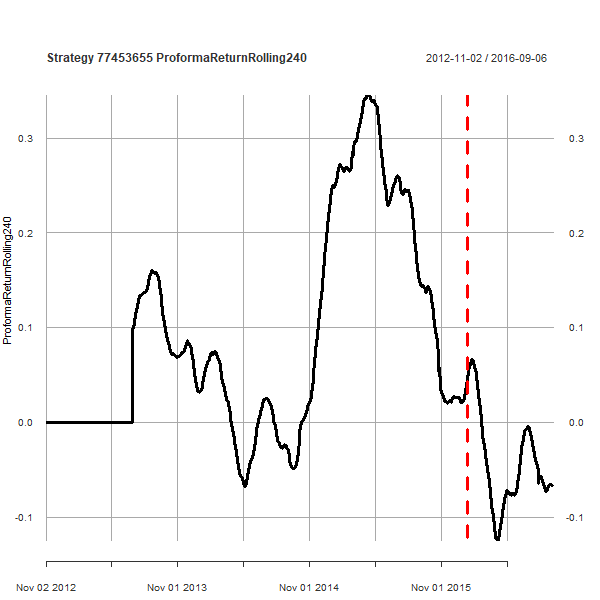 Strategy 77453655 ProformaReturnRolling240
2012-11-02 / 2016-09-06
ProformaReturnRolling240
0.3 0.3
0.2 0.2
0.1 0.1
0.0 0.0
-0.1 -0.1
Nov 02 2012 Nov 01 2013 Nov 01 2014 Nov 01 2015